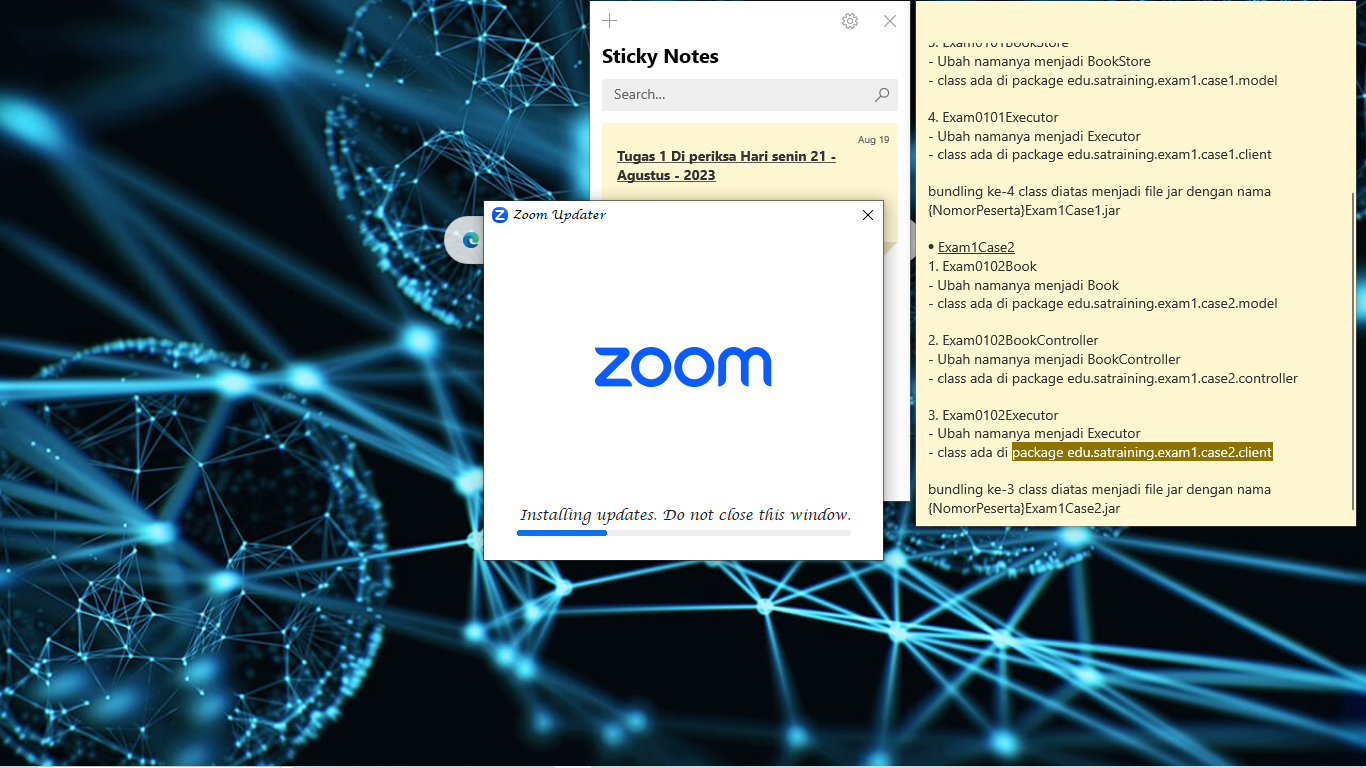 Sticky Notes
Search...
Aug 19
Tugas 1 Di periksa Hari senin 21 -
Agustus - 2023
Zoom Updater
zoom
Installing updates. Do not close this window.
3. Exam0101BookStore
- Ubah namanya menjadi BookStore
- class ada di package edu.satraining.exam1.case1.model
4. Exam0101Executor
- Ubah namanya menjadi Executor
- class ada di package edu.satraining.exam1.case1.client
bundling ke-4 class diatas menjadi file jar dengan nama
{NomorPeserta}Exam1Case1.jar
• Exam1Case2
1. Exam0102Book
- Ubah namanya menjadi Book
- class ada di package edu.satraining.exam1.case2.model
2. Exam0102BookController
- Ubah namanya menjadi BookController
- class ada di package edu.satraining.exam1.case2.controller
3. Exam0102Executor
- Ubah namanya menjadi Executor
- class ada di package edu.satraining.exam1.case2.client
bundling ke-3 class diatas menjadi file jar dengan nama
{NomorPeserta}Exam1Case2.jar